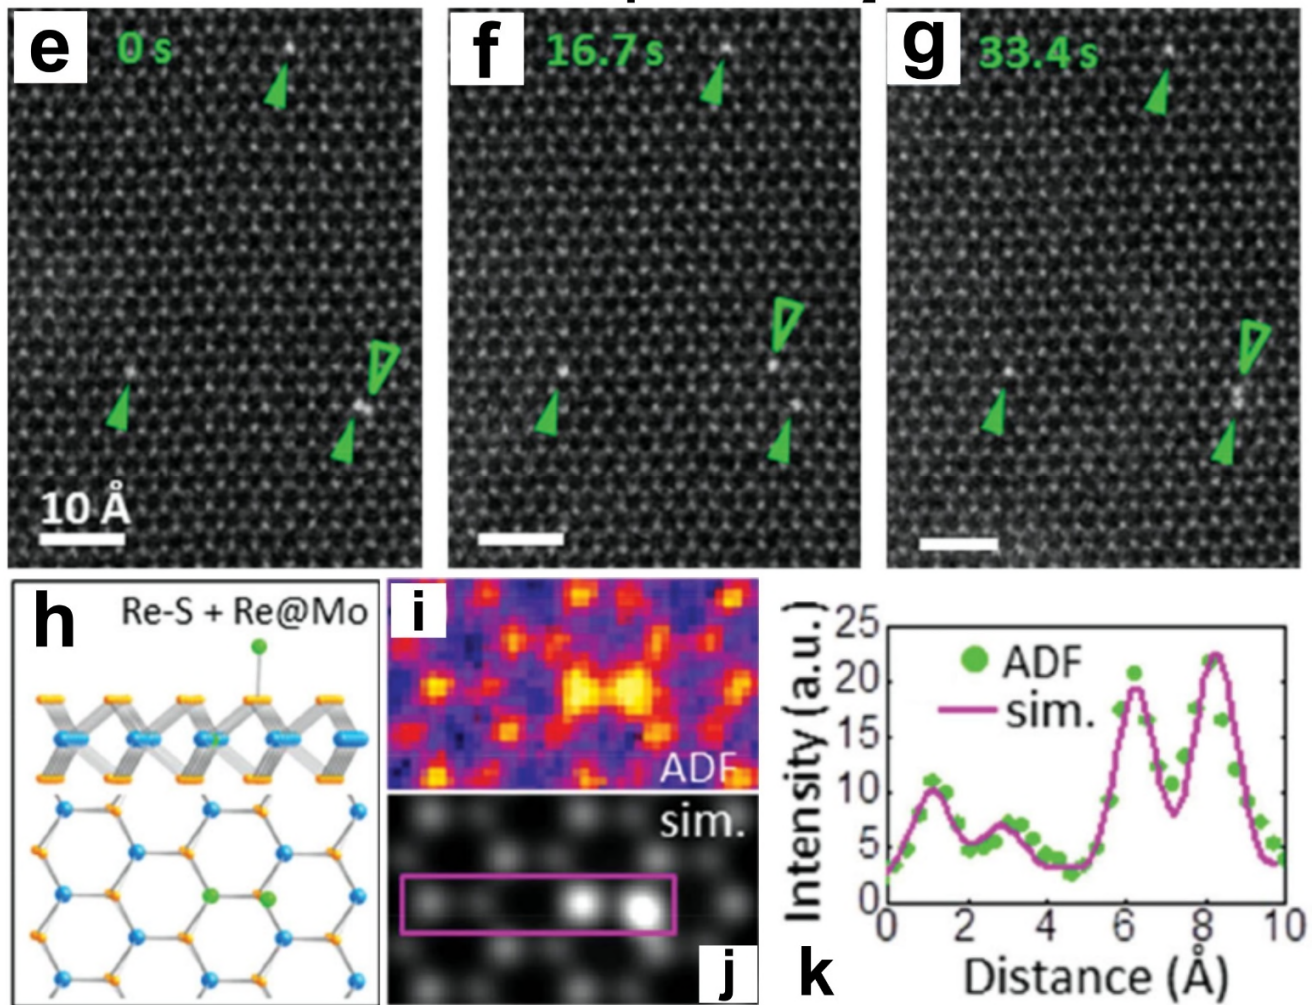 e
0 s
f
16.7 s
g
33.4 s
10 Å
h
Re-S + Re@Mo
i
ADF
sim.
j
Intensity (a.u.)
25
20
15
10
5
0
ADF
sim.
0 2 4 6 8 10
k
Distance (Å)